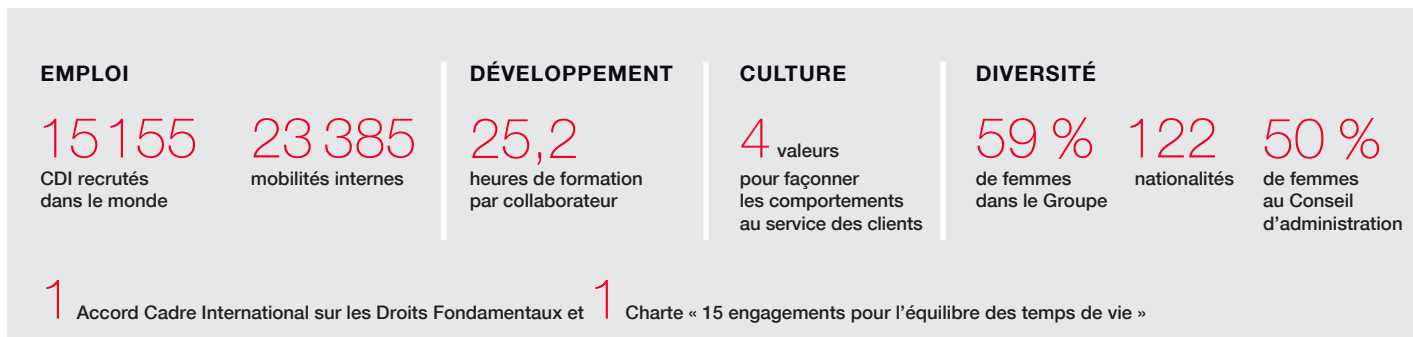 EMPLOI
15 155
CDI recrutés
dans le monde
23 385
mobilités internes
DÉVELOPPEMENT
25,2
heures de formation
par collaborateur
CULTURE
4 valeurs
pour façonner
les comportements
au service des clients
DIVERSITÉ
59 %
de femmes
dans le Groupe
122
nationalités
50 %
de femmes
au Conseil
d’administration
1 Accord Cadre International sur les Droits Fondamentaux et 1 Charte « 15 engagements pour l’équilibre des temps de vie »